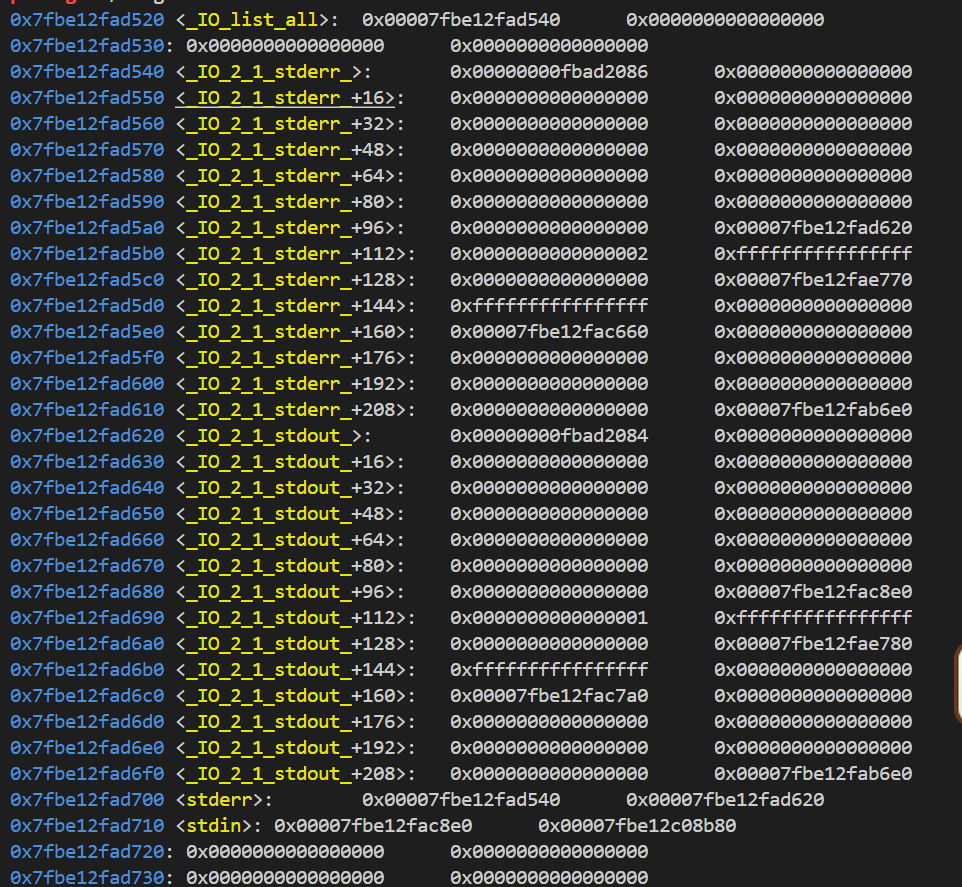 0x7fbe12fad520 <_IO_list_all>: 0x00007fbe12fad540 0x0000000000000000
0x7fbe12fad530: 0x0000000000000000 0x0000000000000000
0x7fbe12fad540 <_IO_2_1_stderr_>: 0x00000000fbad2086 0x0000000000000000
0x7fbe12fad550 <_IO_2_1_stderr_+16>: 0x0000000000000000 0x0000000000000000
0x7fbe12fad560 <_IO_2_1_stderr_+32>: 0x0000000000000000 0x0000000000000000
0x7fbe12fad570 <_IO_2_1_stderr_+48>: 0x0000000000000000 0x0000000000000000
0x7fbe12fad580 <_IO_2_1_stderr_+64>: 0x0000000000000000 0x0000000000000000
0x7fbe12fad590 <_IO_2_1_stderr_+80>: 0x0000000000000000 0x0000000000000000
0x7fbe12fad5a0 <_IO_2_1_stderr_+96>: 0x0000000000000000 0x00007fbe12fad620
0x7fbe12fad5b0 <_IO_2_1_stderr_+112>: 0x0000000000000002 0xffffffffffffffff
0x7fbe12fad5c0 <_IO_2_1_stderr_+128>: 0x0000000000000000 0x00007fbe12fae770
0x7fbe12fad5d0 <_IO_2_1_stderr_+144>: 0xffffffffffffffff 0x0000000000000000
0x7fbe12fad5e0 <_IO_2_1_stderr_+160>: 0x00007fbe12fac660 0x0000000000000000
0x7fbe12fad5f0 <_IO_2_1_stderr_+176>: 0x0000000000000000 0x0000000000000000
0x7fbe12fad600 <_IO_2_1_stderr_+192>: 0x0000000000000000 0x0000000000000000
0x7fbe12fad610 <_IO_2_1_stderr_+208>: 0x0000000000000000 0x00007fbe12fab6e0
0x7fbe12fad620 <_IO_2_1_stdout_>: 0x00000000fbad2084 0x0000000000000000
0x7fbe12fad630 <_IO_2_1_stdout_+16>: 0x0000000000000000 0x0000000000000000
0x7fbe12fad640 <_IO_2_1_stdout_+32>: 0x0000000000000000 0x0000000000000000
0x7fbe12fad650 <_IO_2_1_stdout_+48>: 0x0000000000000000 0x0000000000000000
0x7fbe12fad660 <_IO_2_1_stdout_+64>: 0x0000000000000000 0x0000000000000000
0x7fbe12fad670 <_IO_2_1_stdout_+80>: 0x0000000000000000 0x0000000000000000
0x7fbe12fad680 <_IO_2_1_stdout_+96>: 0x0000000000000000 0x00007fbe12fac8e0
0x7fbe12fad690 <_IO_2_1_stdout_+112>: 0x0000000000000001 0xffffffffffffffff
0x7fbe12fad6a0 <_IO_2_1_stdout_+128>: 0x0000000000000000 0x00007fbe12fae780
0x7fbe12fad6b0 <_IO_2_1_stdout_+144>: 0xffffffffffffffff 0x0000000000000000
0x7fbe12fad6c0 <_IO_2_1_stdout_+160>: 0x00007fbe12fac7a0 0x0000000000000000
0x7fbe12fad6d0 <_IO_2_1_stdout_+176>: 0x0000000000000000 0x0000000000000000
0x7fbe12fad6e0 <_IO_2_1_stdout_+192>: 0x0000000000000000 0x0000000000000000
0x7fbe12fad6f0 <_IO_2_1_stdout_+208>: 0x0000000000000000 0x00007fbe12fab6e0
0x7fbe12fad700 <stderr>: 0x00007fbe12fad540 0x00007fbe12fad620
0x7fbe12fad710 <stdin>: 0x00007fbe12fac8e0 0x00007fbe12c08b80
0x7fbe12fad720: 0x0000000000000000 0x0000000000000000
0x7fbe12fad730: 0x0000000000000000 0x0000000000000000